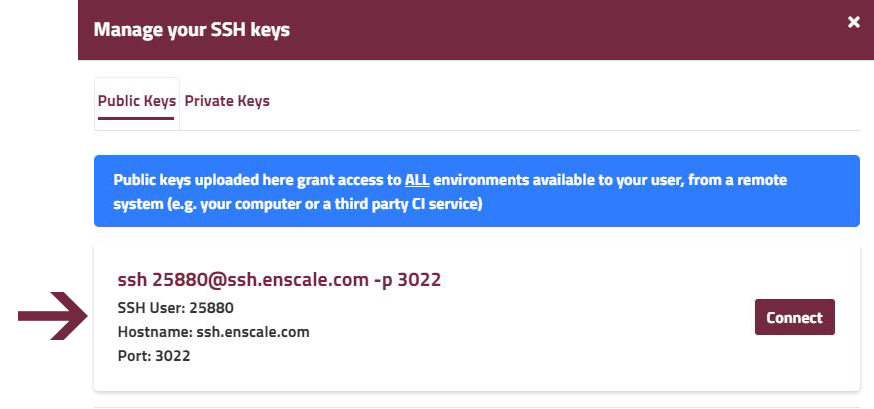 Manage your SSH keys
Public Keys Private Keys
Public keys uploaded here grant access to ALL environments available to your user, from a remote
system (e.g. your computer or a third party CI service)
ssh 25880@ssh.enscale.com -p 3022
SSH User: 25880
Hostname: ssh.enscale.com
Port: 3022
Connect